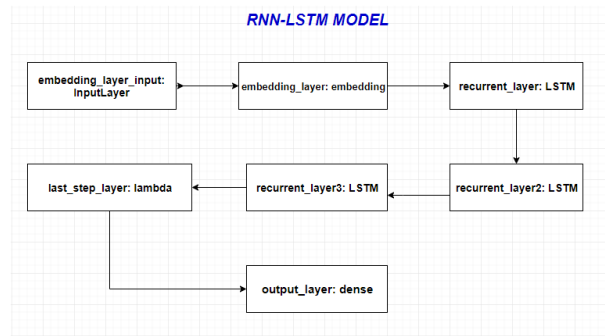 RNN-LSTM MODEL
embedding_layer_input:
InputLayer
embedding_layer: embedding
recurrent_layer: LSTM
last_step_layer: lambda
recurrent_layer3: LSTM
recurrent_layer2: LSTM
output_layer: dense